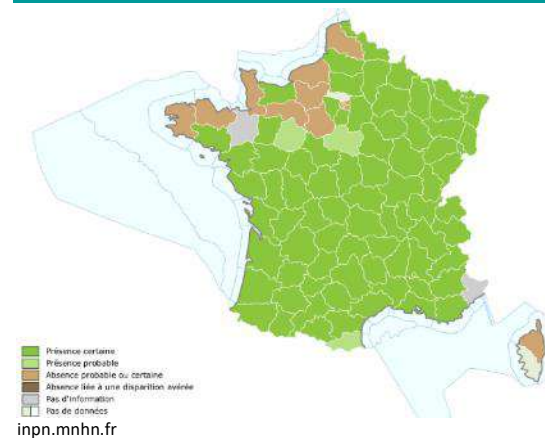 Présence certaine
Présence probable
Absence probable ou certaine
Absence liée à une disparition avérée
Pas d'information
Pas de données
inpn.mnhn.fr